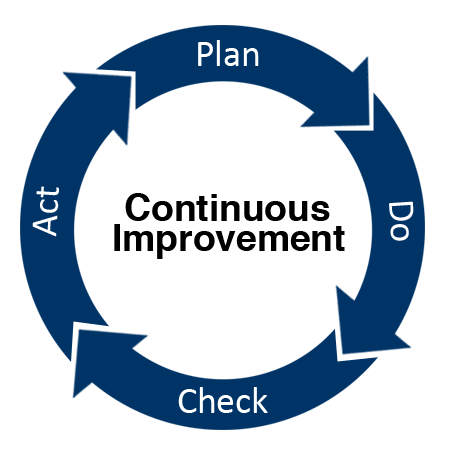 Plan
Do
Check
Act
Continuous
Improvement